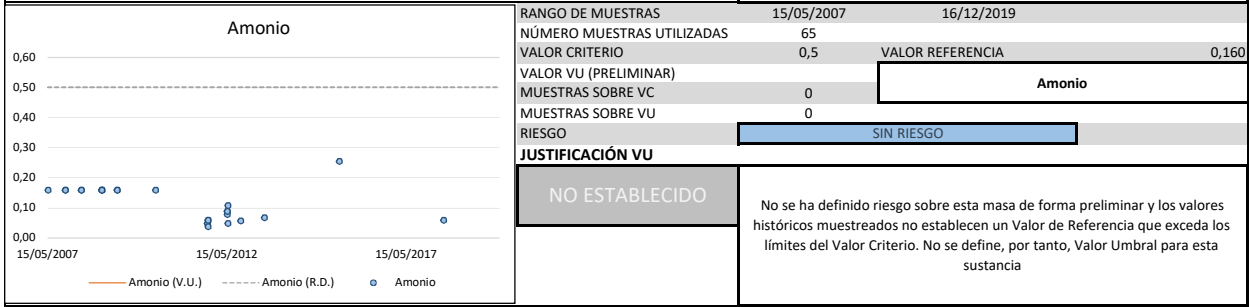 Amonio
0,60
0,50
0,40
0,30
0,20
0,10
0,00
15/05/2007 15/05/2012 15/05/2017
Amonio (V.U.) Amonio (R.D.) Amonio
RANGO DE MUESTRAS 15/05/2007 16/12/2019
NÚMERO MUESTRAS UTILIZADAS 65
VALOR CRITERIO 0,5 VALOR REFERENCIA 0,160
VALOR VU (PRELIMINAR)
Amonio
MUESTRAS SOBRE VC 0
MUESTRAS SOBRE VU 0
RIESGO SIN RIESGO
JUSTIFICACIÓN VU
NO ESTABLECIDO
No se ha definido riesgo sobre esta masa de forma preliminar y los valores
históricos muestreados no establecen un Valor de Referencia que exceda los
límites del Valor Criterio. No se define, por tanto, Valor Umbral para esta
sustancia